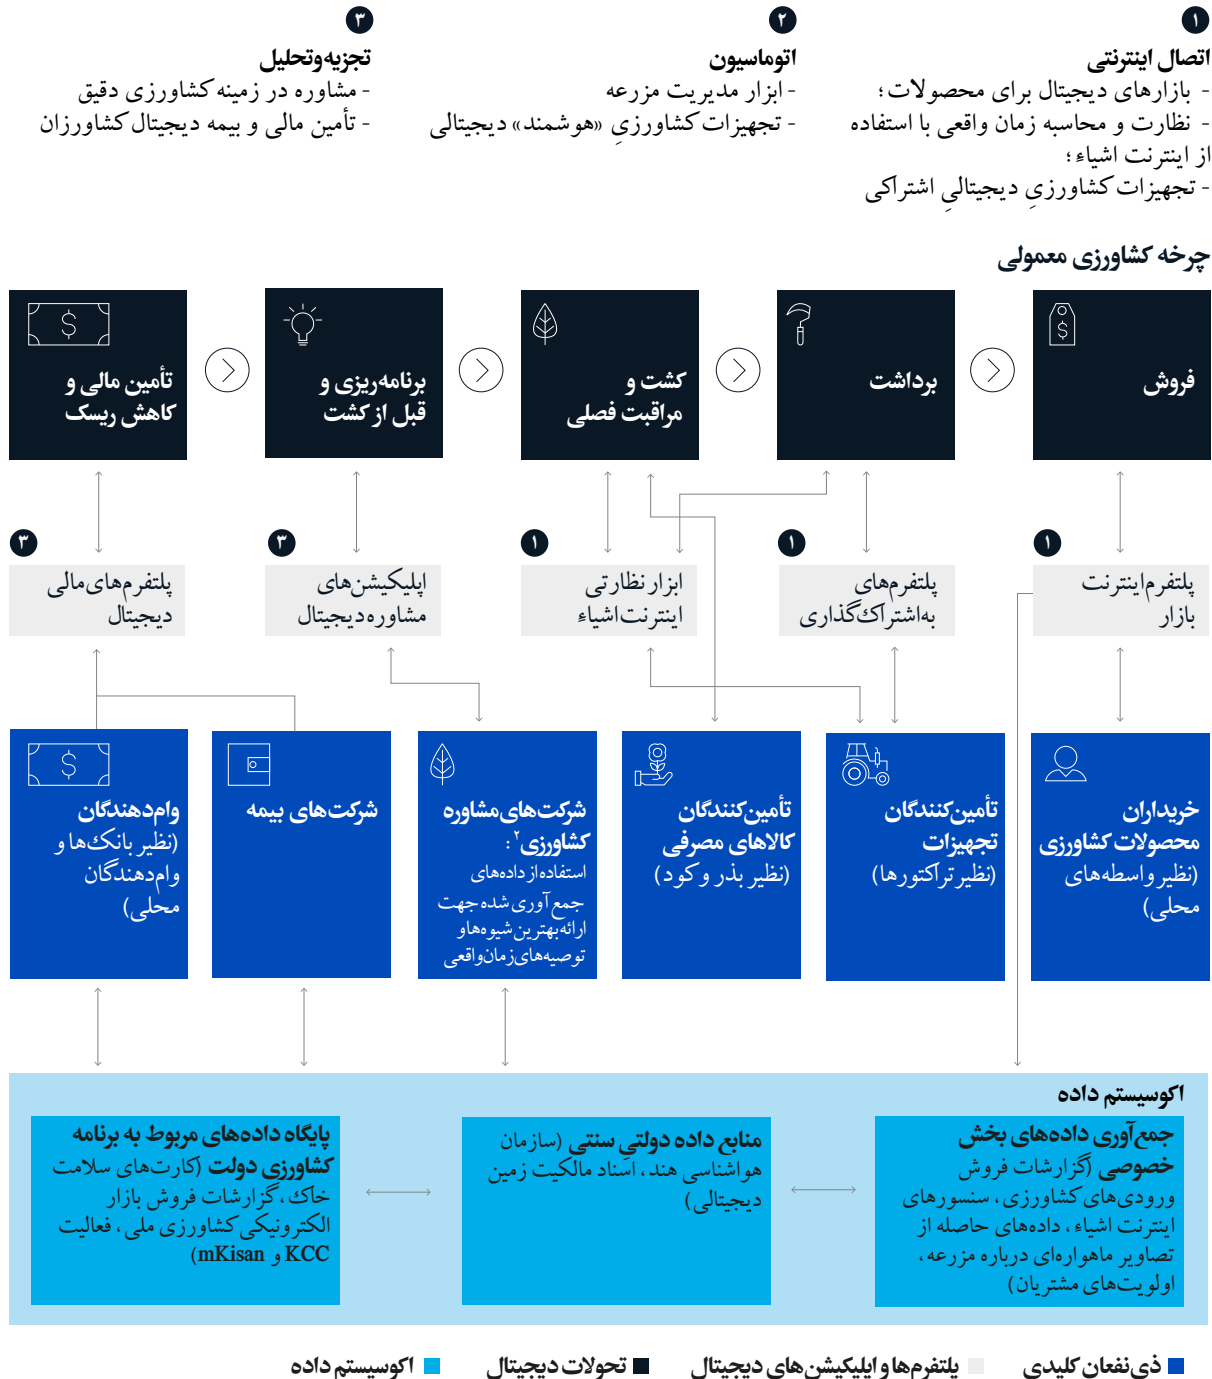 ۱
اتصال اینترنتی
- بازارهای دیجیتال برای محصولات؛
- نظارت و محاسبه زمان واقعی با استفاده
از اینترنت اشیاء؛
- تجهیزات کشاورزیِ دیجیتالیِ اشتراکی
۲
اتوماسیون
- ابزار مدیریت مزرعه
- تجهیزات کشاورزیِ «هوشمند» دیجیتالی
۳
تجزیه‌وتحلیل
- مشاوره در زمینه کشاورزی دقیق
- تأمین مالی و بیمه دیجیتال کشاورزان
چرخه کشاورزی معمولی
فروش
برداشت
کشت و
مراقبت فصلی
برنامه‌ریزی و
قبل از کشت
تأمین مالی و
کاهش ریسک
۱
پلتفرم اینترنت
بازار
۱
پلتفرم‌های
به‌اشتراک‌گذاری
۱
ابزار نظارتی
اینترنت اشیاء
۳
اپلیکیشن‌های
مشاوره دیجیتال
۳
پلتفرم‌های مالی
دیجیتال
خریداران
محصولات کشاورزی
(نظیر واسطه‌های
محلی)
تأمین‌کنندگان
تجهیزات
(نظیر تراکتورها)
تأمین‌کنندگان
کالاهای مصرفی
(نظیر بذر و کود)
شرکت‌های مشاوره
کشاورزی۲:
استفاده از داده‌های
جمع‌آوری شده جهت
ارائه بهترین شیوه‌ها و
توصیه‌های زمان واقعی
شرکت‌های بیمه
وام‌دهندگان
(نظیر بانک‌ها و
وام‌دهندگان
محلی)
اکوسیستم داده
جمع‌آوری داده‌های بخش
خصوصی (گزارشات فروش
ورودی‌های کشاورزی، سنسورهای
اینترنت اشیاء، داده‌های حاصله از
تصاویر ماهواره‌ای درباره مزرعه،
اولویت‌های مشتریان)
منابع داده دولتیِ سنتی (سازمان
هواشناسی هند، اسناد مالکیت زمین
دیجیتالی)
پایگاه داده‌های مربوط به برنامه
کشاورزی دولت (کارت‌های سلامت
خاک، گزارشات فروش بازار
الکترونیکی کشاورزی ملی، فعالیت
KCC و mKisan)
ذی‌نفعان کلیدی
پلتفرم‌ها و اپلیکیشن‌های دیجیتال
تحولات دیجیتال
اکوسیستم داده